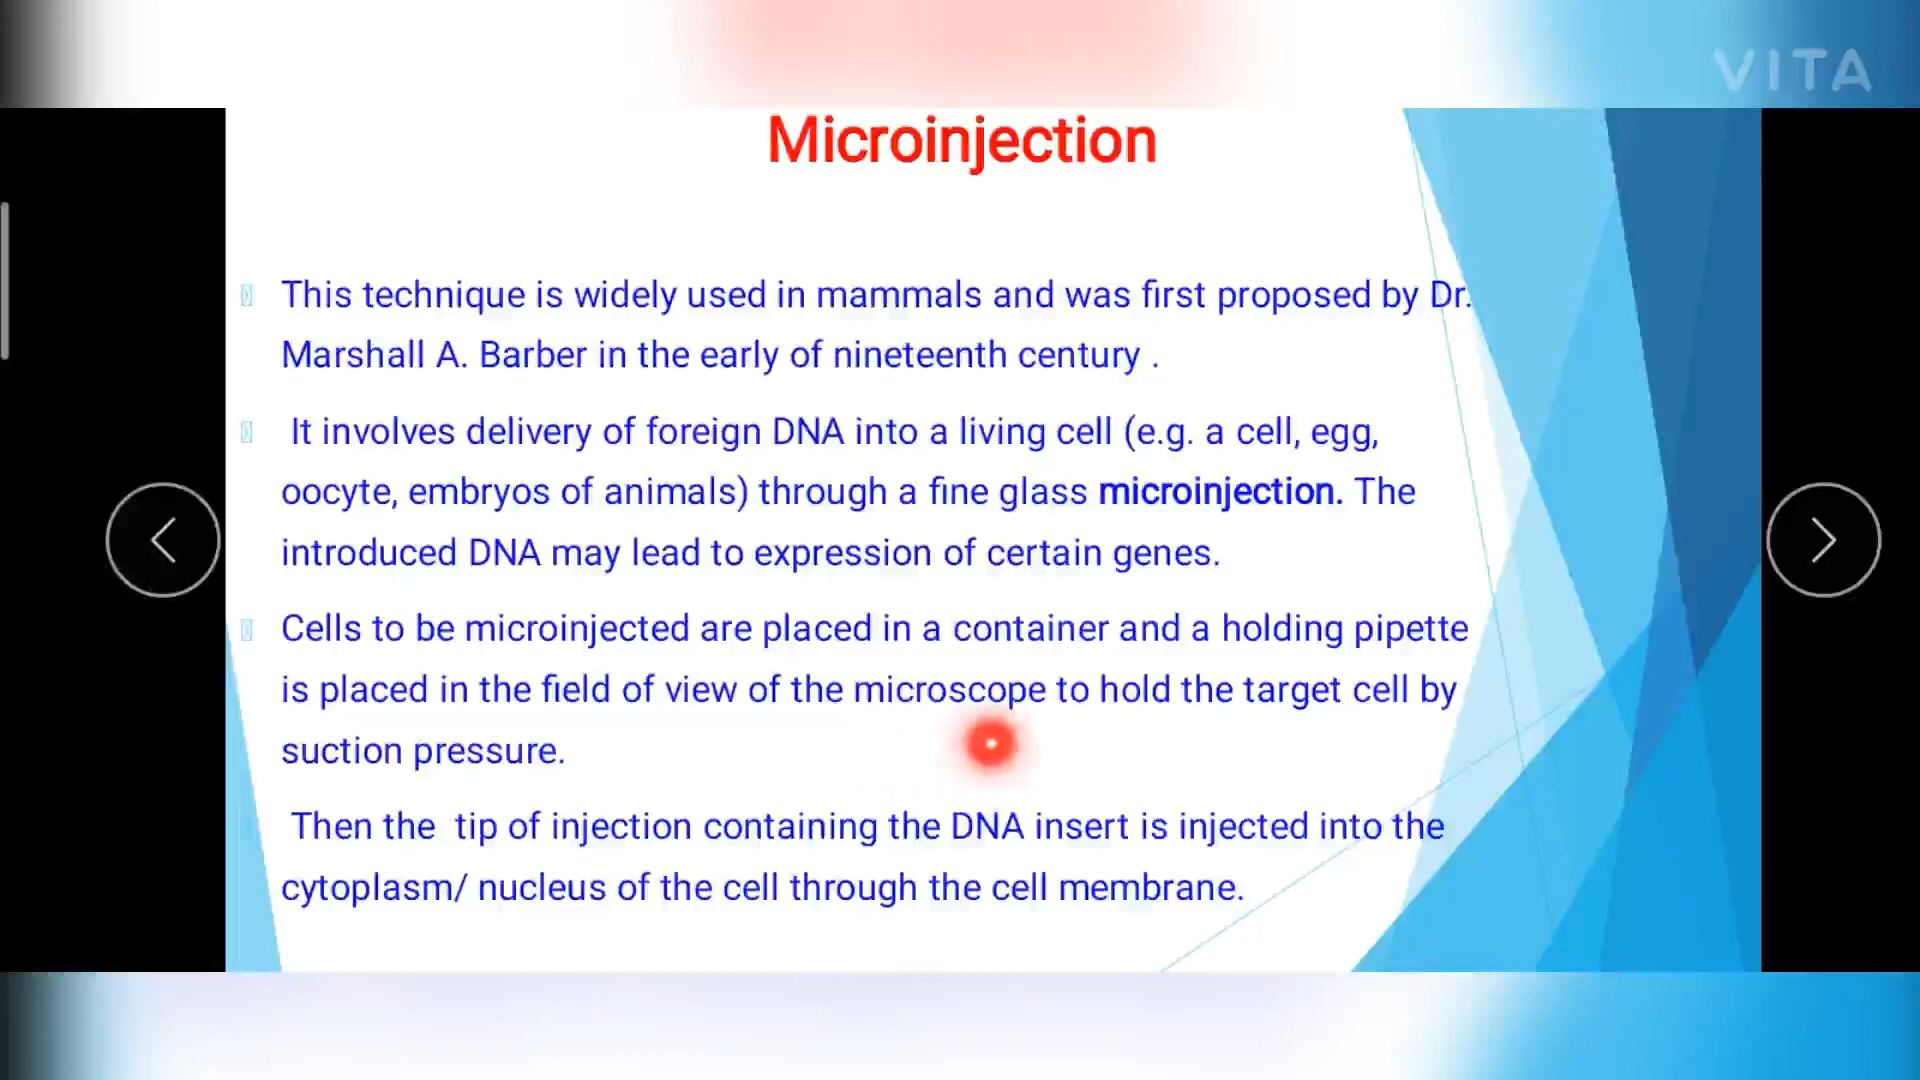 VITA
Microinjection
This technique is widely used in mammals and was first proposed by Dr.
Marshall A. Barber in the early of nineteenth century .
It involves delivery of foreign DNA into a living cell (e.g. a cell, egg,
oocyte, embryos of animals) through a fine glass microinjection. The
introduced DNA may lead to expression of certain genes.
Cells to be microinjected are placed in a container and a holding pipette
is placed in the field of view of the microscope to hold the target cell by
suction pressure.
Then the tip of injection containing the DNA insert is injected into the
cytoplasm/ nucleus of the cell through the cell membrane.